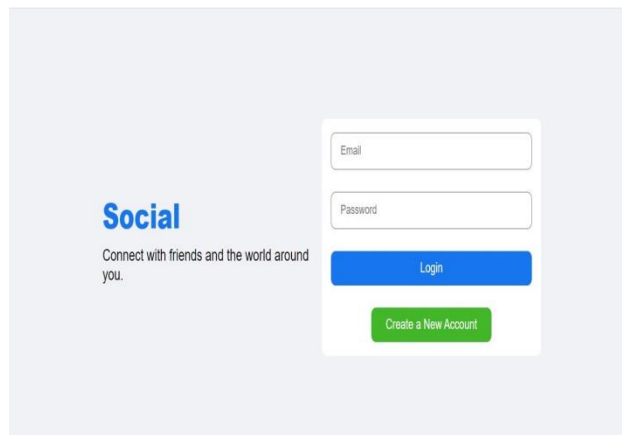 Social
Connect with friends and the world around
you.
Email
Password
Login
Create a New Account